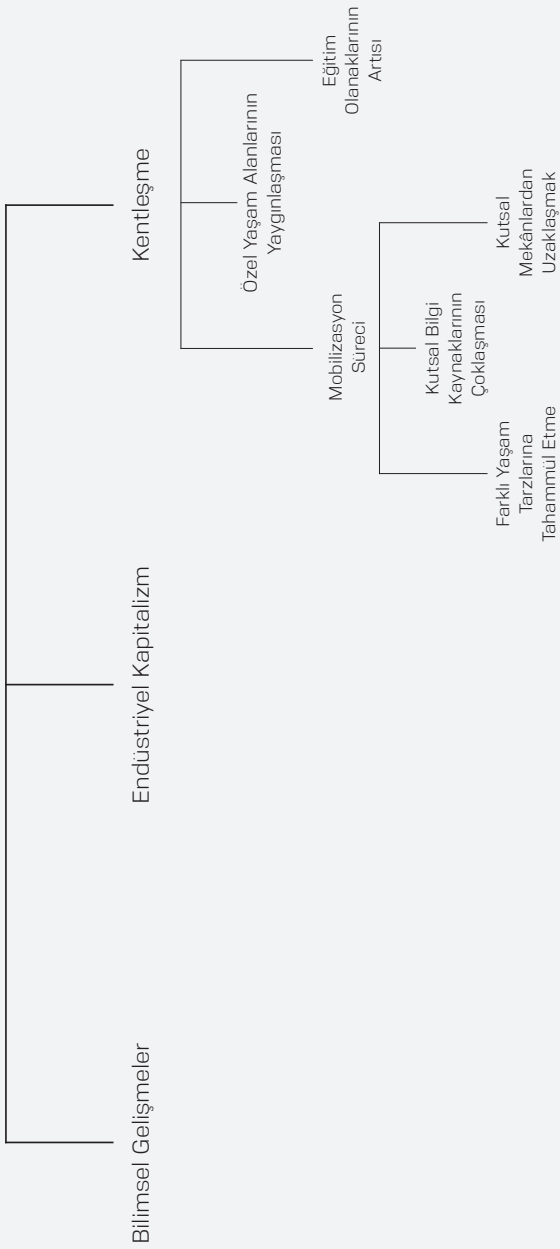 Bilimsel Gelişmeler
Endüstriyel Kapitalizm
Kentleşme
Mobilizasyon
Süreci
Özel Yaşam Alanlarının
Yaygınlaşması
Eğitim
Olanaklarının
Artısı
Farklı Yaşam
Tarzlarına
Tahammül Etme
Kutsal Bilgi
Kaynaklarının
Çoklaşması
Kutsal
Mekânlardan
Uzaklaşmak